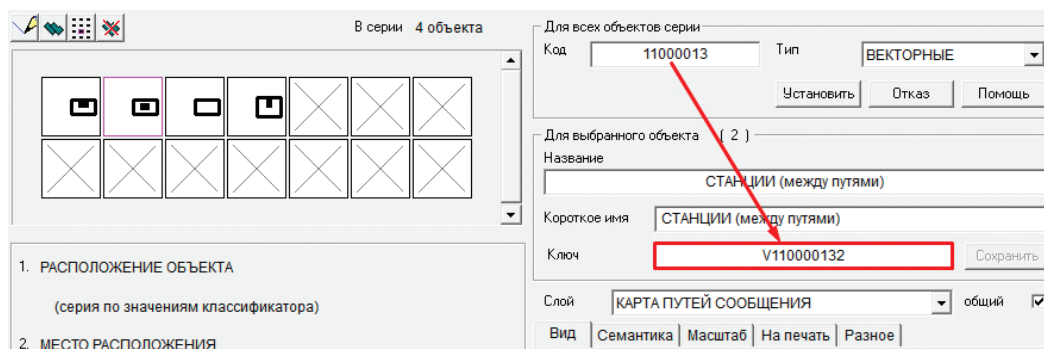 В серии 4 объекта
1. РАСПОЛОЖЕНИЕ ОБЪЕКТА
(серия по значениям классификатора)
2. МЕСТО РАСПОЛОЖЕНИЯ
Для всех объектов серии
Код 11000013 Тип ВЕКТОРНЫЕ
Установить Отказ Помощь
Для выбранного объекта ( 2 )
Название
СТАНЦИИ (между путями)
Короткое имя СТАНЦИИ (между путями)
Ключ V110000132 Сохранить
Слой КАРТА ПУТЕЙ СООБЩЕНИЯ общий
Вид Семантика Масштаб На печать Разное